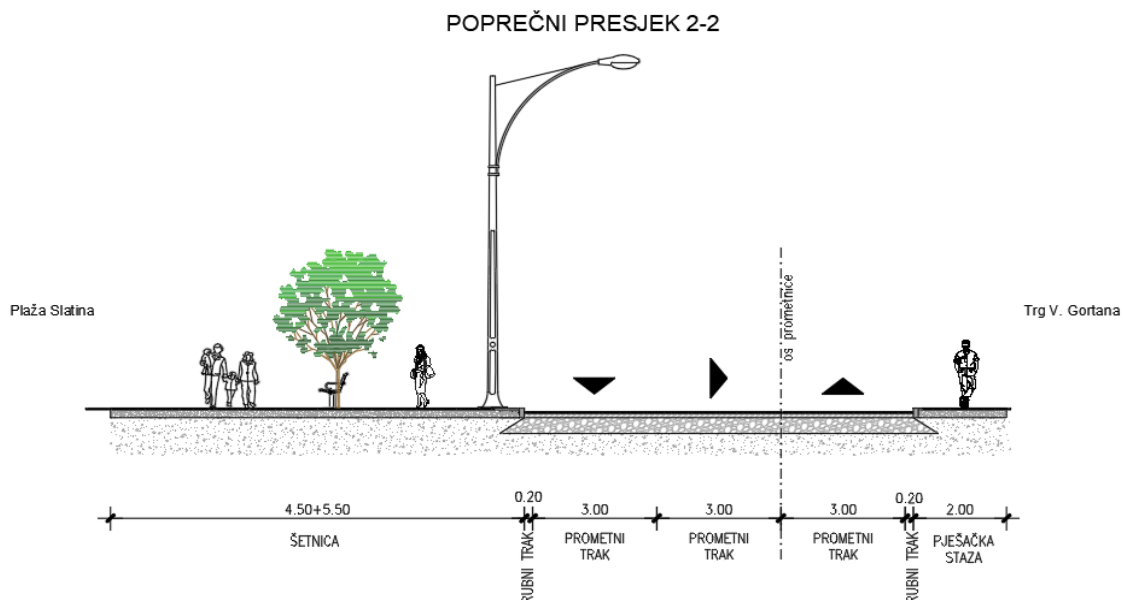 POPREČNI PRESJEK 2-2
Plaža Slatina
os prometnice
Trg V. Gortana
4.50+5.50
0.20
3.00
3.00
3.00
0.20
2.00
ŠETNICA
RUBNI TRAK
PROMETNI
TRAK
PROMETNI
TRAK
PROMETNI
TRAK
RUBNI TRAK
PJEŠAČKA
STAZA